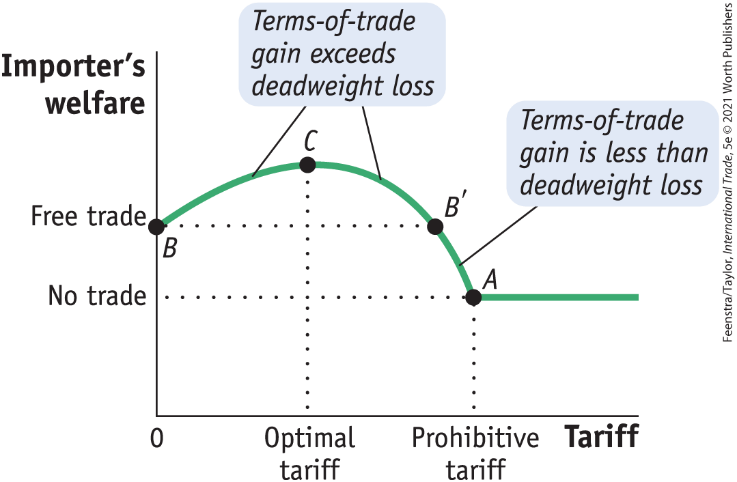 Terms-of-trade
gain exceeds
deadweight loss
Importer's
welfare
Terms-of-trade
gain is less than
deadweight loss
C
Free trade
B
B′
No trade
A
0
Optimal
tariff
Prohibitive
tariff
Tariff
Feenstra/Taylor, International Trade, 5e © 2021 Worth Publishers